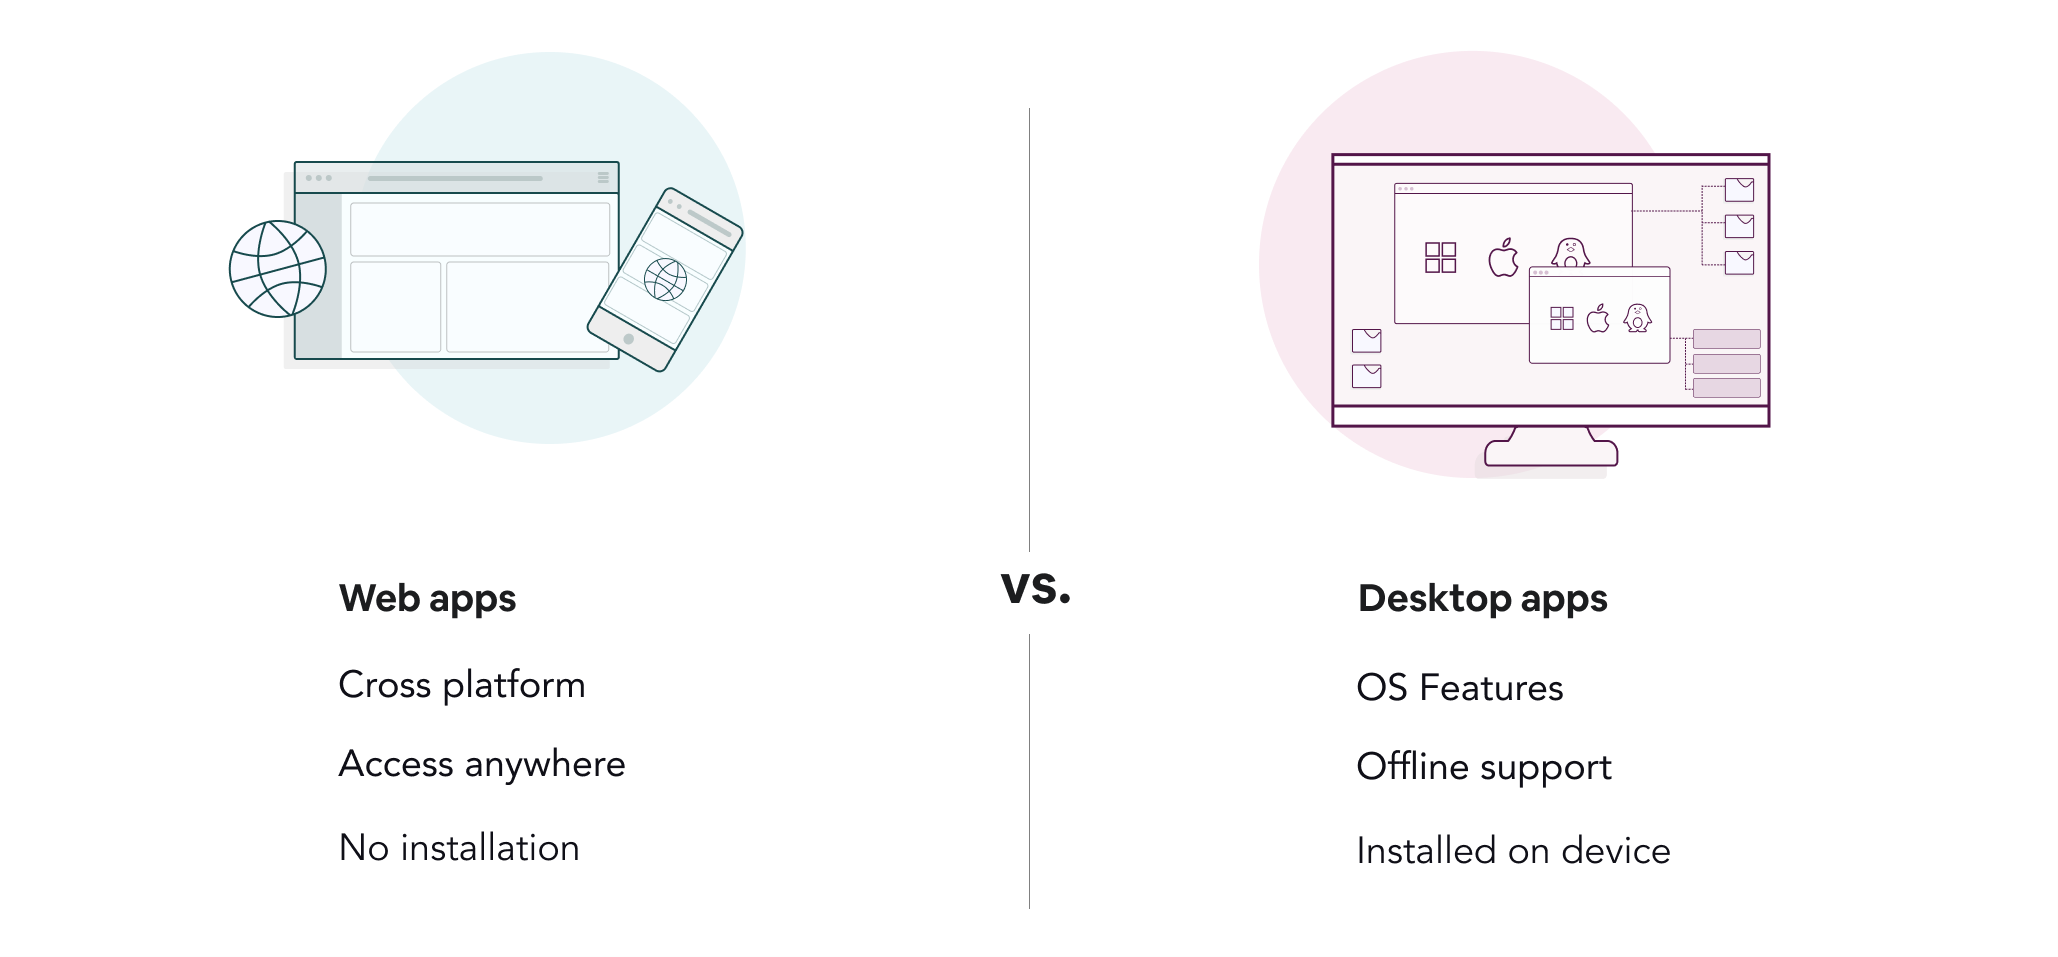 Web apps
Cross platform
Access anywhere
No installation
vs.
Desktop apps
OS Features
Offline support
Installed on device